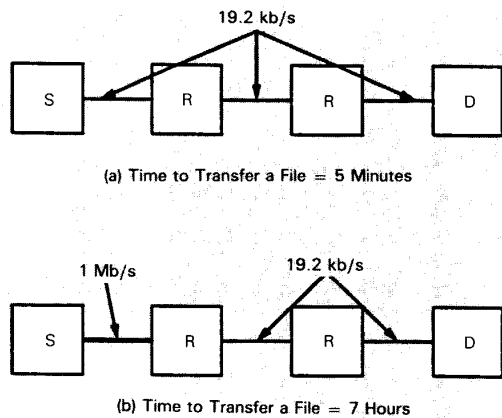 19.2 kb/s
S R R D
(a) Time to Transfer a File = 5 Minutes
1 Mb/s 19.2 kb/s
S R R D
(b) Time to Transfer a File = 7 Hours